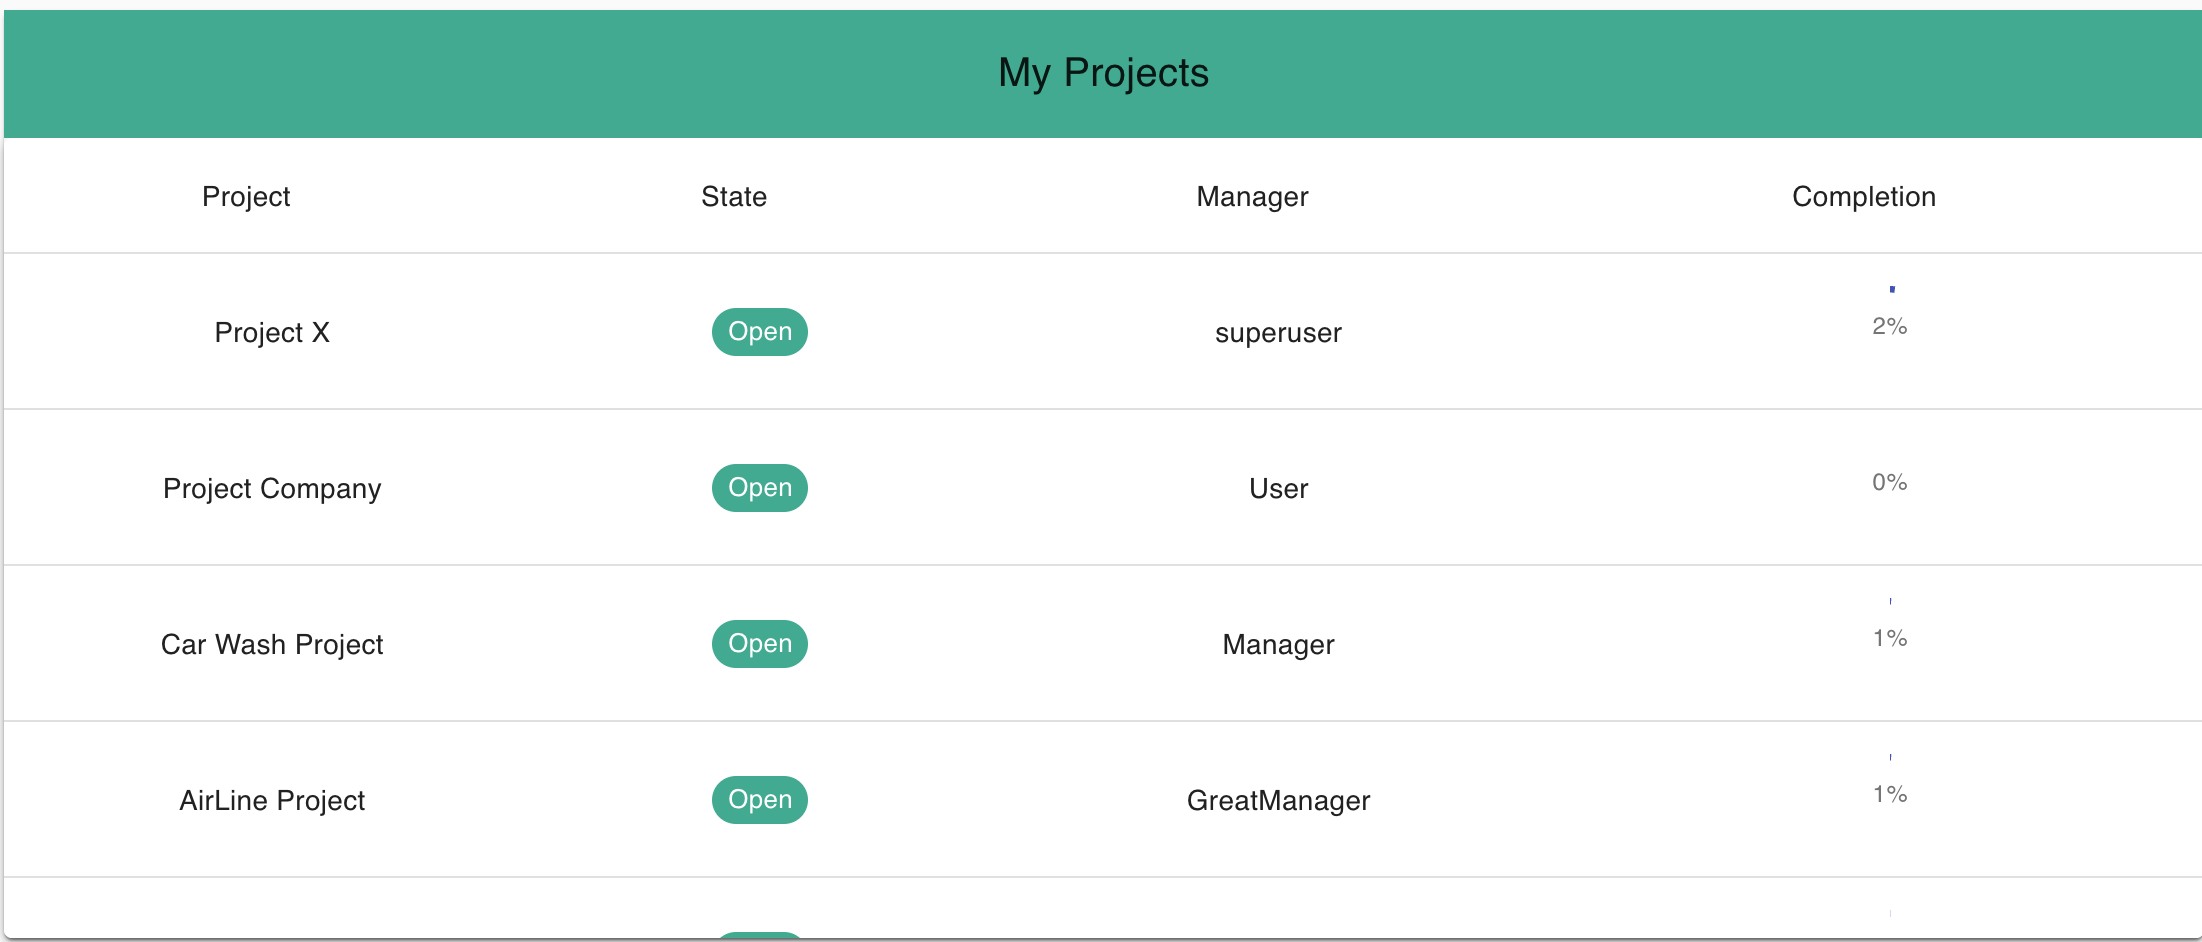 My Projects
Project State Manager Completion
Project X Open superuser 2%
Project Company Open User 0%
Car Wash Project Open Manager 1%
AirLine Project Open GreatManager 1%